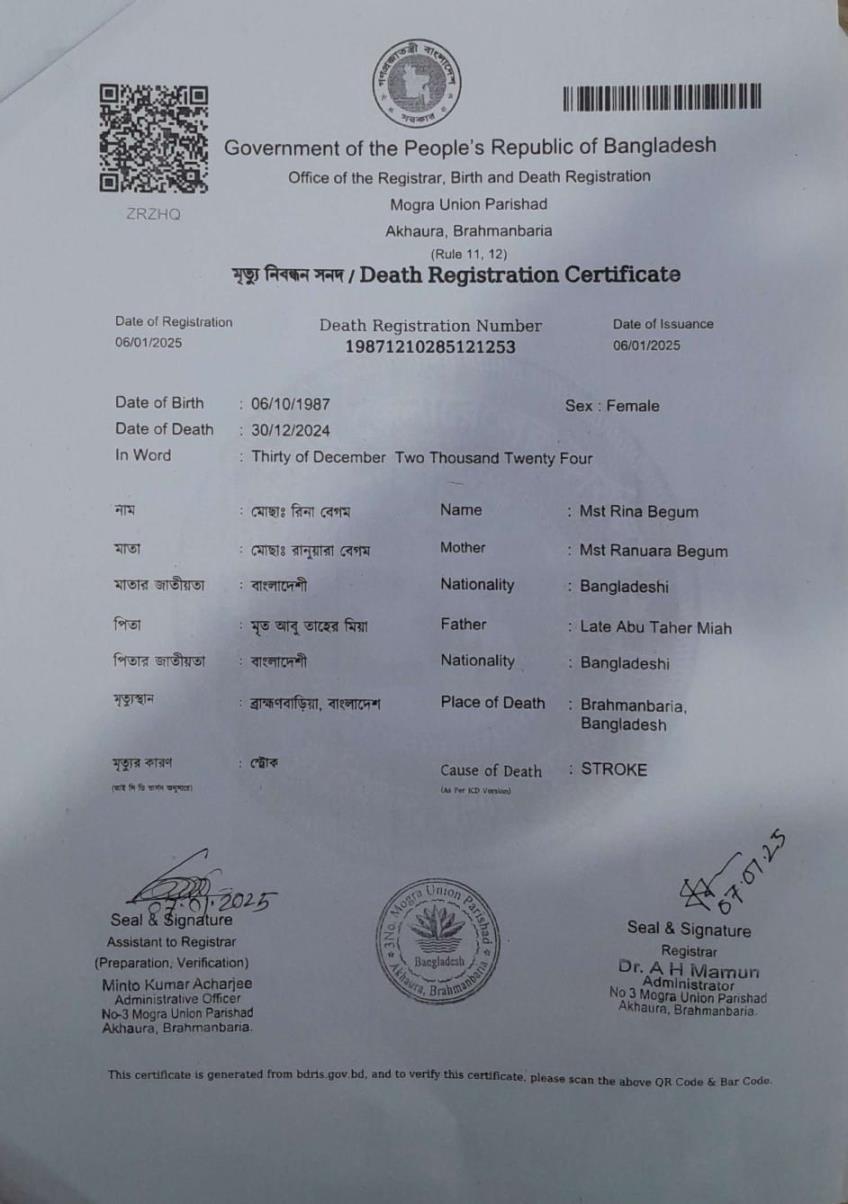 গণপ্রজাতন্ত্রী বাংলাদেশ
সরকার
ZRZHQ
Government of the People's Republic of Bangladesh
Office of the Registrar, Birth and Death Registration
Mogra Union Parishad
Akhaura, Brahmanbaria
(Rule 11, 12)
মৃত্যু নিবন্ধন সনদ / Death Registration Certificate
Date of Registration Death Registration Number Date of Issuance
06/01/2025 19871210285121253 06/01/2025
Date of Birth : 06/10/1987 Sex : Female
Date of Death : 30/12/2024
In Word : Thirty of December Two Thousand Twenty Four
নাম : মোছাঃ রিনা বেগম Name : Mst Rina Begum
মাতা : মোছাঃ রানুয়ারা বেগম Mother : Mst Ranuara Begum
মাতার জাতীয়তা : বাংলাদেশী Nationality : Bangladeshi
পিতা : মৃত আবু তাহের মিয়া Father : Late Abu Taher Miah
পিতার জাতীয়তা : বাংলাদেশী Nationality : Bangladeshi
মৃত্যুস্থান : ব্রাহ্মণবাড়িয়া, বাংলাদেশ Place of Death : Brahmanbaria,
Bangladesh
মৃত্যুর কারণ : স্ট্রোক Cause of Death : STROKE
(আই সি ডি ভার্সন অনুসারে) (As Per ICD Version)
07.01.2025
Seal & Signature
Assistant to Registrar
(Preparation, Verification)
Minto Kumar Acharjee
Administrative Officer
No-3 Mogra Union Parishad
Akhaura, Brahmanbaria.
3No. Mogra Union Parishad
Bangladesh
Akhaura, Brahmanbaria
07.01.25
Seal & Signature
Registrar
Dr. A H Mamun
Administrator
No 3 Mogra Union Parishad
Akhaura, Brahmanbaria.
This certificate is generated from bdris.gov.bd, and to verify this certificate, please scan the above QR Code & Bar Code.